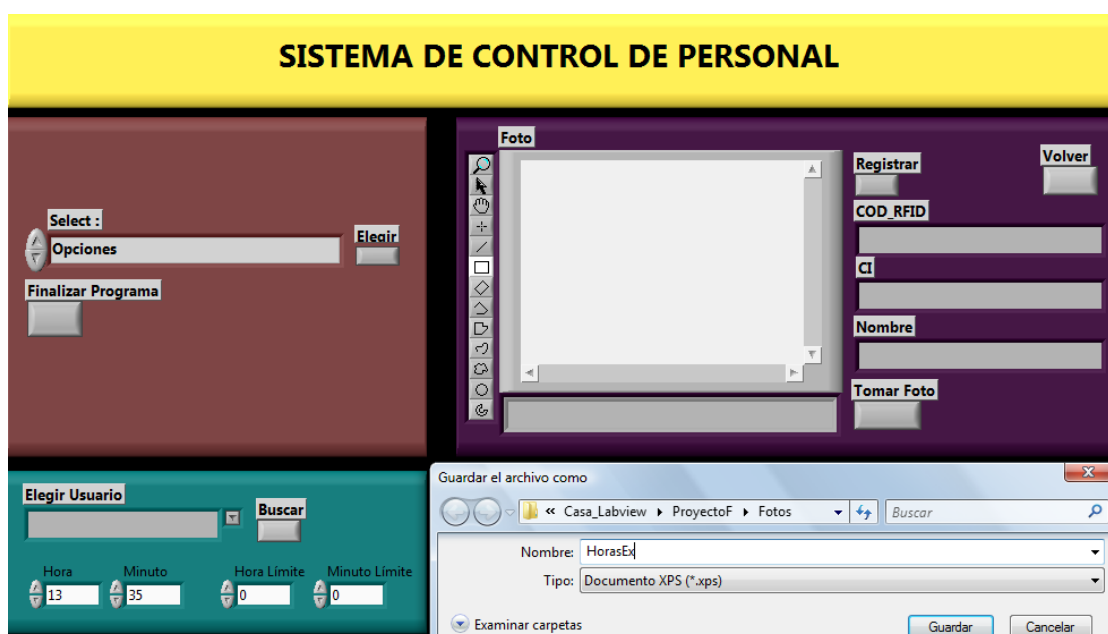 SISTEMA DE CONTROL DE PERSONAL
Select :
Opciones
Elegir
Finalizar Programa
Foto
Registrar
Volver
COD_RFID
CI
Nombre
Tomar Foto
Elegir Usuario
Buscar
Hora
Minuto
Hora Límite
Minuto Límite
13
35
0
0
Guardar el archivo como
« Casa_Labview ▸ ProyectoF ▸ Fotos
Buscar
Nombre: HorasEx
Tipo: Documento XPS (*.xps)
Examinar carpetas
Guardar
Cancelar